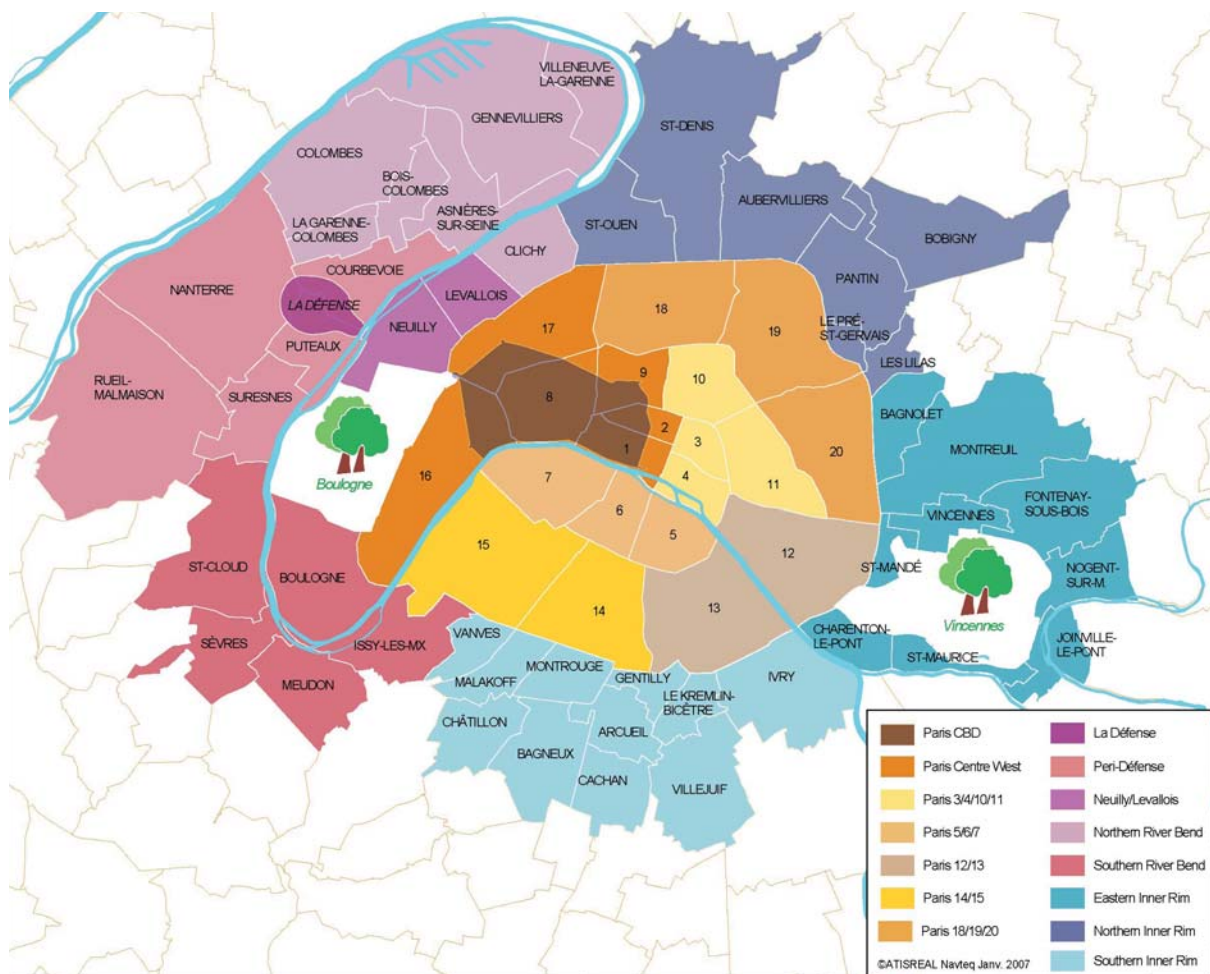 VILLENEUVE-
LA-GARENNE
GENNEVILLIERS
ST-DENIS
COLOMBES
BOIS-
COLOMBES
AUBERVILLIERS
LA GARENNE-
COLOMBES
ASNIÈRES-
SUR-SEINE
ST-OUEN
BOBIGNY
CLICHY
COURBEVOIE
PANTIN
NANTERRE
LA DÉFENSE
LEVALLOIS
NEUILLY
PUTEAUX
17
18
19
LE PRÉ-
ST-GERVAIS
LES LILAS
RUEIL-
MALMAISON
SURESNES
8
9
10
BAGNOLET
MONTREUIL
2
3
1
4
20
Boulogne
16
7
11
FONTENAY-
SOUS-BOIS
VINCENNES
6
5
15
12
ST-CLOUD
BOULOGNE
ST-MANDÉ
NOGENT-
SUR-M.
14
13
Vincennes
SÈVRES
ISSY-LES-MX
VANVES
CHARENTON-
LE-PONT
JOINVILLE-
LE-PONT
ST-MAURICE
MEUDON
MALAKOFF
MONTROUGE
GENTILLY
IVRY
LE KREMLIN-
BICÊTRE
CHÂTILLON
ARCUEIL
BAGNEUX
CACHAN
VILLEJUIF
Paris CBD
Paris Centre West
Paris 3/4/10/11
Paris 5/6/7
Paris 12/13
Paris 14/15
Paris 18/19/20
La Défense
Peri-Défense
Neuilly/Levallois
Northern River Bend
Southern River Bend
Eastern Inner Rim
Northern Inner Rim
Southern Inner Rim
©ATISREAL Navteq Janv. 2007